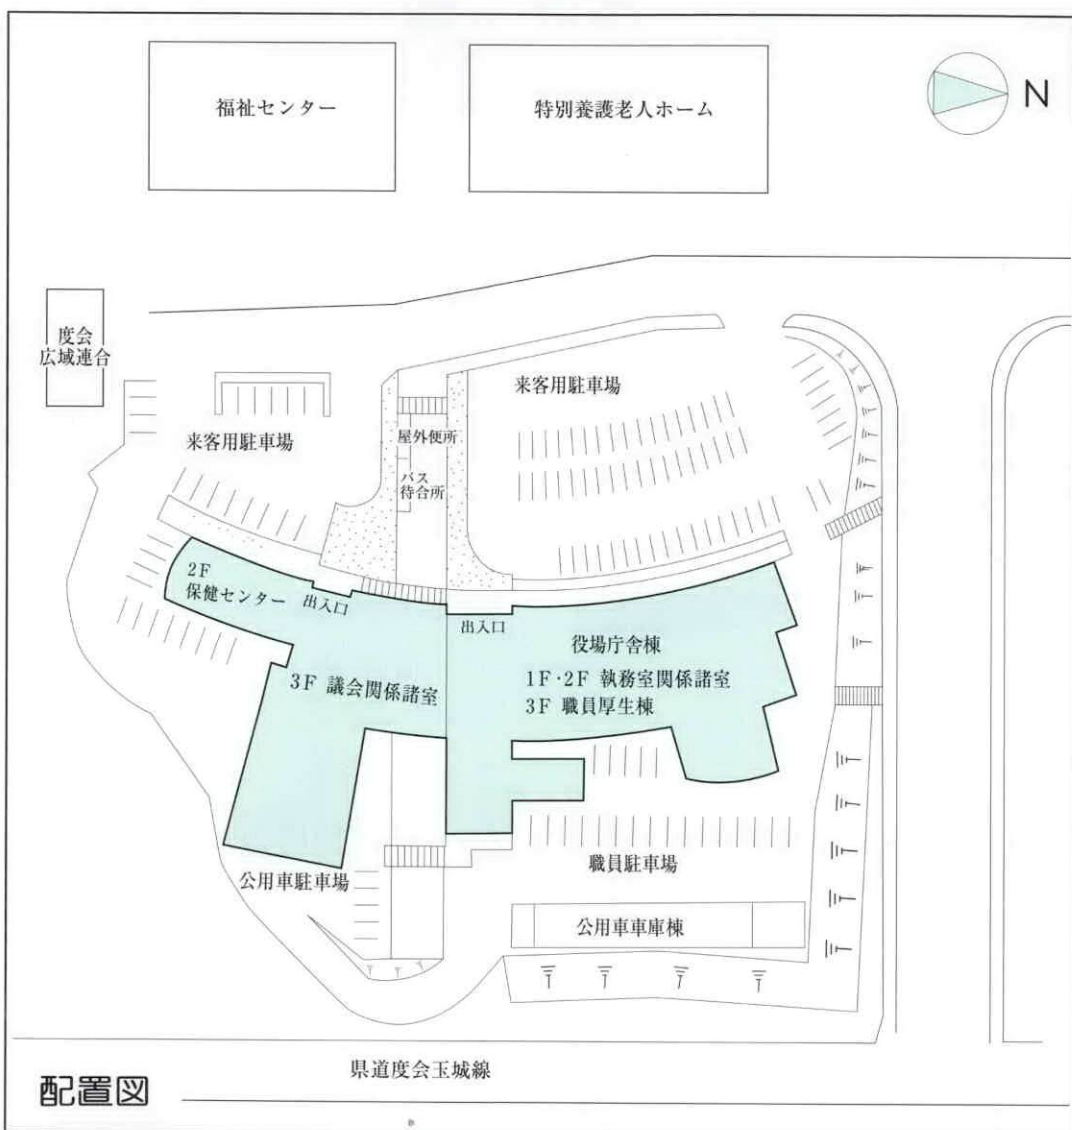 福祉センター
特別養護老人ホーム
N
度会
広域連合
来客用駐車場
来客用駐車場
屋外便所
バス
待合所
2F
保健センター
出入口
出入口
3F 議会関係諸室
役場庁舎棟
1F·2F 執務室関係諸室
3F 職員厚生棟
公用車駐車場
職員駐車場
公用車車庫棟
県道度会玉城線
配置図